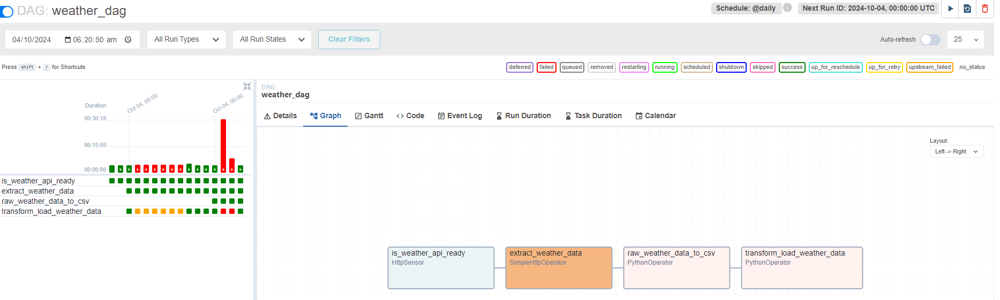 DAG: weather_dag
Schedule: @daily
Next Run ID: 2024-10-04, 00:00:00 UTC
04/10/2024 06:20:50 am
All Run Types
All Run States
Clear Filters
Auto-refresh
25
Press shift + / for Shortcuts
deferred failed queued removed restarting running scheduled shutdown skipped success up_for_reschedule up_for_retry upstream_failed no_status
Oct 04, 00:00
Oct 04, 00:00
Duration
00:30:18
00:15:09
00:00:00
is_weather_api_ready
extract_weather_data
raw_weather_data_to_csv
transform_load_weather_data
DAG
weather_dag
Details Graph Gantt Code Event Log Run Duration Task Duration Calendar
Layout:
Left -> Right
is_weather_api_ready
HttpSensor
extract_weather_data
SimpleHttpOperator
raw_weather_data_to_csv
PythonOperator
transform_load_weather_data
PythonOperator